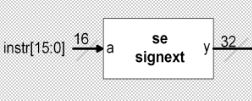 instr[15:0]
16
a
se
signext
y
32